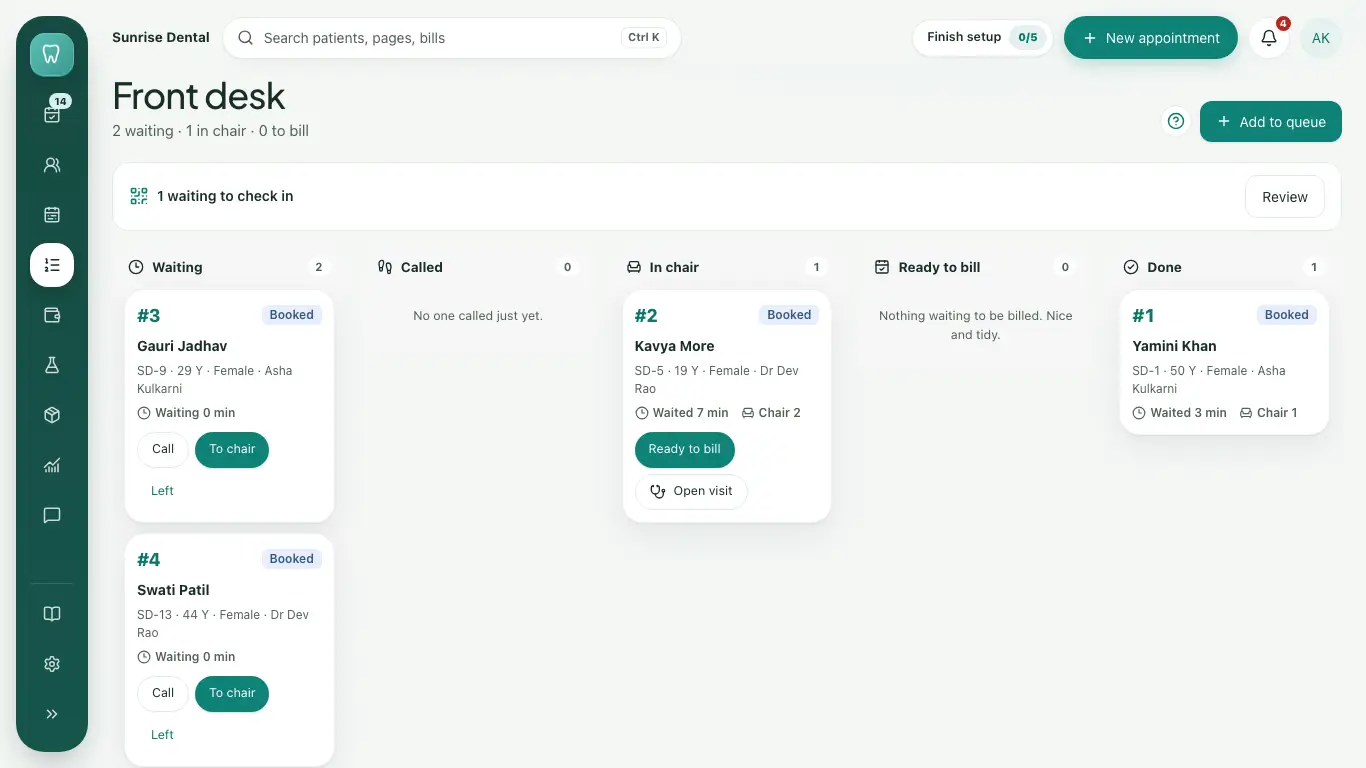 Sunrise Dental
Search patients, pages, bills
Ctrl K
Finish setup 0/5
+ New appointment
4
AK
14
Front desk
2 waiting · 1 in chair · 0 to bill
+ Add to queue
1 waiting to check in
Review
Waiting 2
#3 Booked
Gauri Jadhav
SD-9 · 29 Y · Female · Asha
Kulkarni
Waiting 0 min
Call To chair
Left
#4 Booked
Swati Patil
SD-13 · 44 Y · Female · Dr Dev
Rao
Waiting 0 min
Call To chair
Left
Called 0
No one called just yet.
In chair 1
#2 Booked
Kavya More
SD-5 · 19 Y · Female · Dr Dev
Rao
Waited 7 min Chair 2
Ready to bill
Open visit
Ready to bill 0
Nothing waiting to be billed. Nice
and tidy.
Done 1
#1 Booked
Yamini Khan
SD-1 · 50 Y · Female · Asha
Kulkarni
Waited 3 min Chair 1